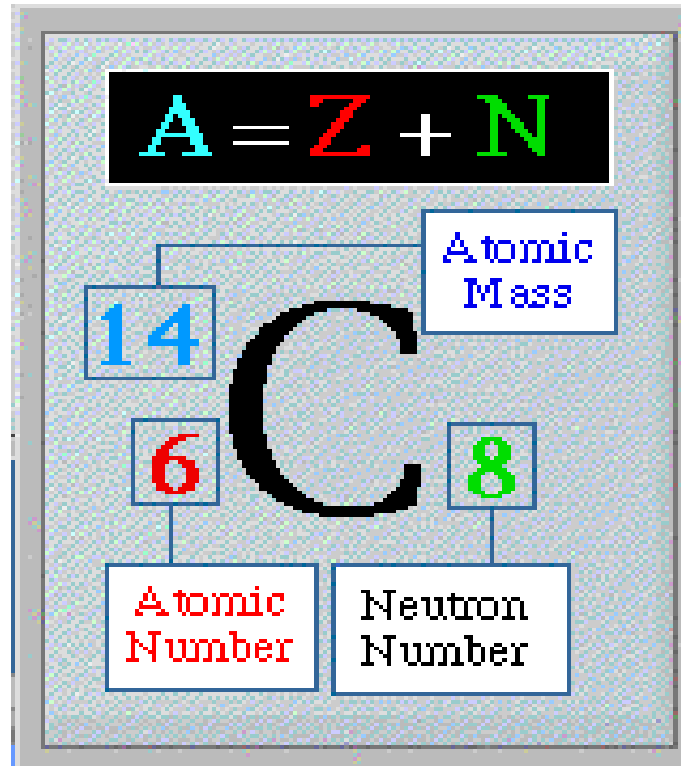 A = Z + N
Atomic
Mass
14
C
6
8
Atomic
Number
Neutron
Number